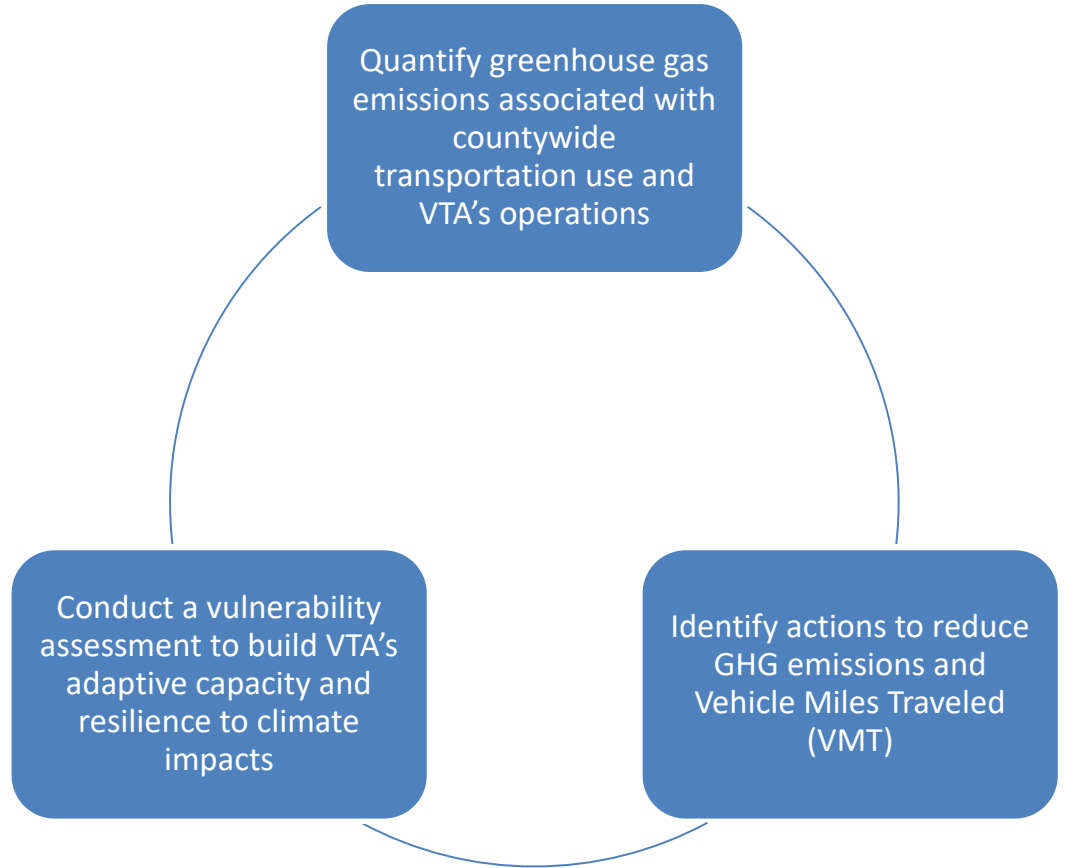 Quantify greenhouse gas
emissions associated with
countywide
transportation use and
VTA’s operations
Identify actions to reduce
GHG emissions and
Vehicle Miles Traveled
(VMT)
Conduct a vulnerability
assessment to build VTA’s
adaptive capacity and
resilience to climate
impacts